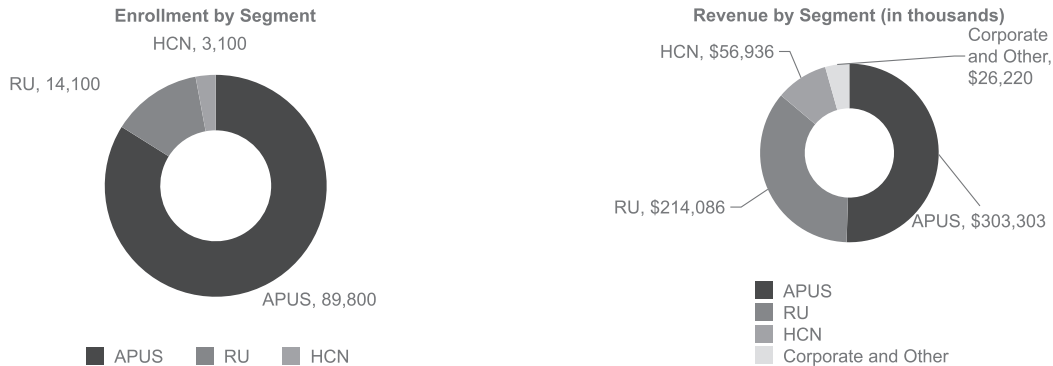 Enrollment by Segment
HCN, 3,100
RU, 14,100
APUS, 89,800
APUS
RU
HCN
Revenue by Segment (in thousands)
Corporate
and Other,
$26,220
HCN, $56,936
RU, $214,086
APUS, $303,303
APUS
RU
HCN
Corporate and Other